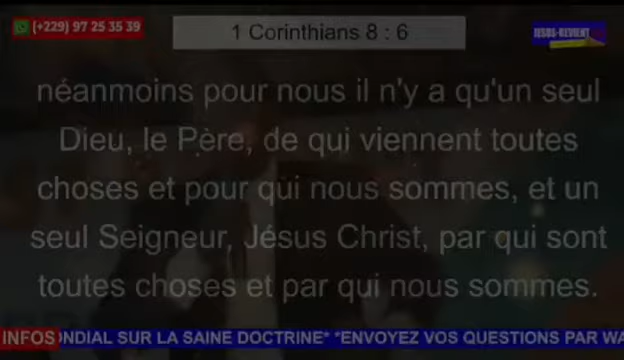 (+229) 97 25 35 39
1 Corinthians 8 : 6
JESUS-REVIENT
néanmoins pour nous il n'y a qu'un seul
Dieu, le Père, de qui viennent toutes
choses et pour qui nous sommes, et un
seul Seigneur, Jésus Christ, par qui sont
toutes choses et par qui nous sommes.
INFOS NDIAL SUR LA SAINE DOCTRINE* *ENVOYEZ VOS QUESTIONS PAR WA